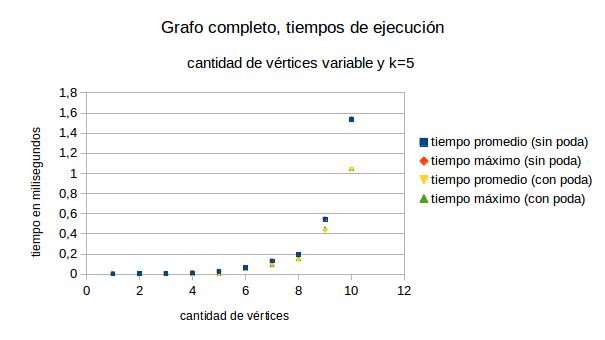 Grafo completo, tiempos de ejecución
cantidad de vértices variable y k=5
tiempo en milisegundos
1,8
1,6
1,4
1,2
1
0,8
0,6
0,4
0,2
0
0 2 4 6 8 10 12
cantidad de vértices
tiempo promedio (sin poda)
tiempo máximo (sin poda)
tiempo promedio (con poda)
tiempo máximo (con poda)